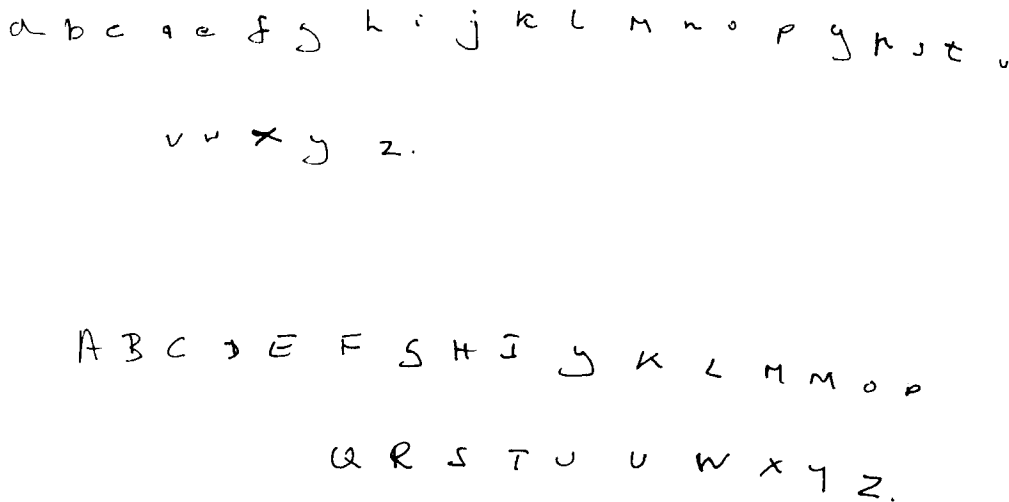 a b c d e f g h i j k l m n o p q r s t u
v w x y z.
A B C D E F G H I J K L M N O P
Q R S T U V W X Y Z.